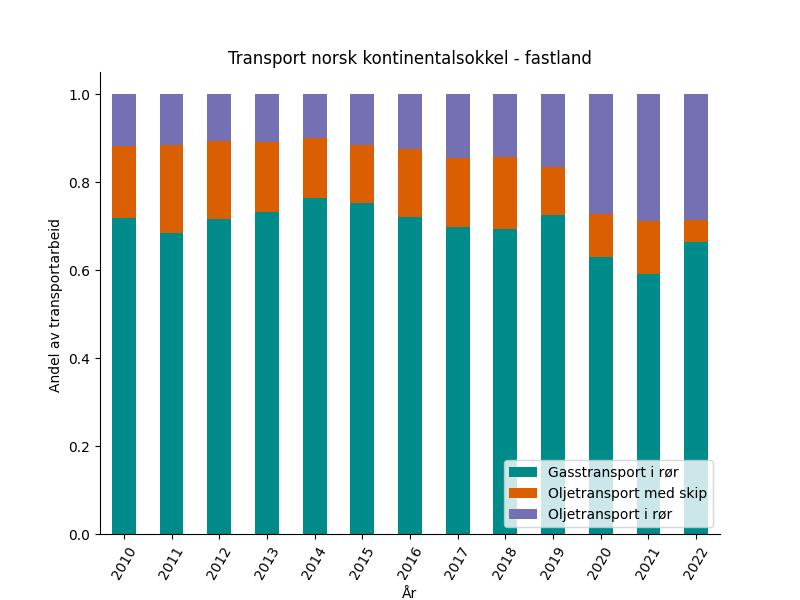 Transport norsk kontinentalsokkel - fastland
Andel av transportarbeid
1.0
0.8
0.6
0.4
0.2
0.0
Gasstransport i rør
Oljetransport med skip
Oljetransport i rør
2010 2011 2012 2013 2014 2015 2016 2017 2018 2019 2020 2021 2022
År